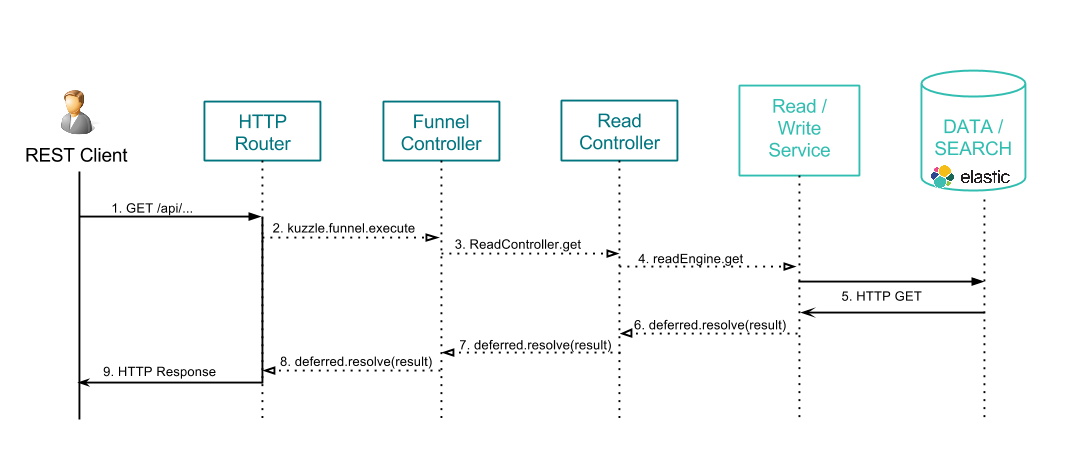 REST Client
HTTP
Router
Funnel
Controller
Read
Controller
Read /
Write
Service
DATA /
SEARCH
elastic
1. GET /api/...
2. kuzzle.funnel.execute
3. ReadController.get
4. readEngine.get
5. HTTP GET
6. deferred.resolve(result)
7. deferred.resolve(result)
8. deferred.resolve(result)
9. HTTP Response